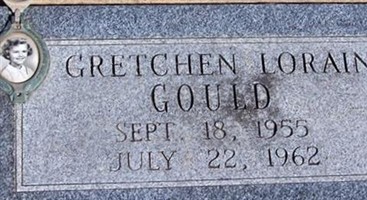 GRETCHEN LORAIN
GOULD
SEPT. 18, 1955
JULY 22, 1962